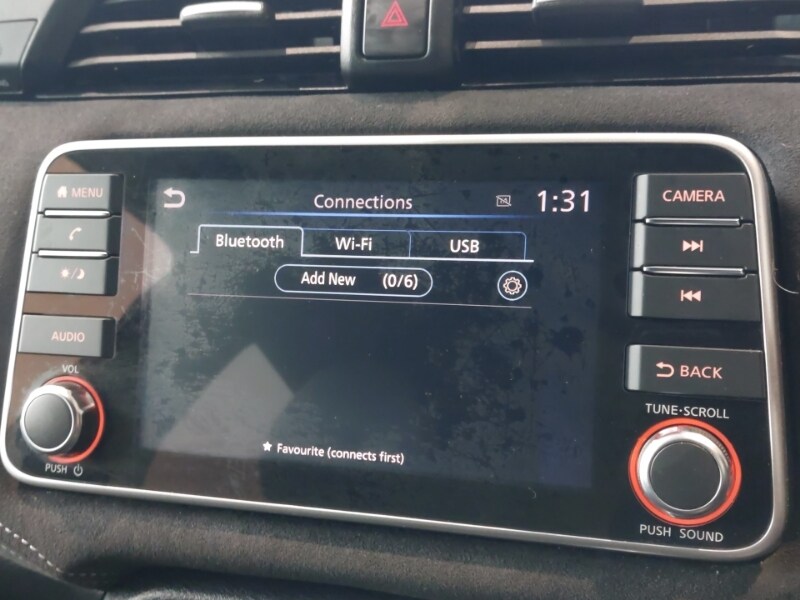 MENU
AUDIO
VOL
PUSH
Connections
1:31
Bluetooth Wi-Fi USB
Add New (0/6)
Favourite (connects first)
CAMERA
BACK
TUNE·SCROLL
PUSH SOUND